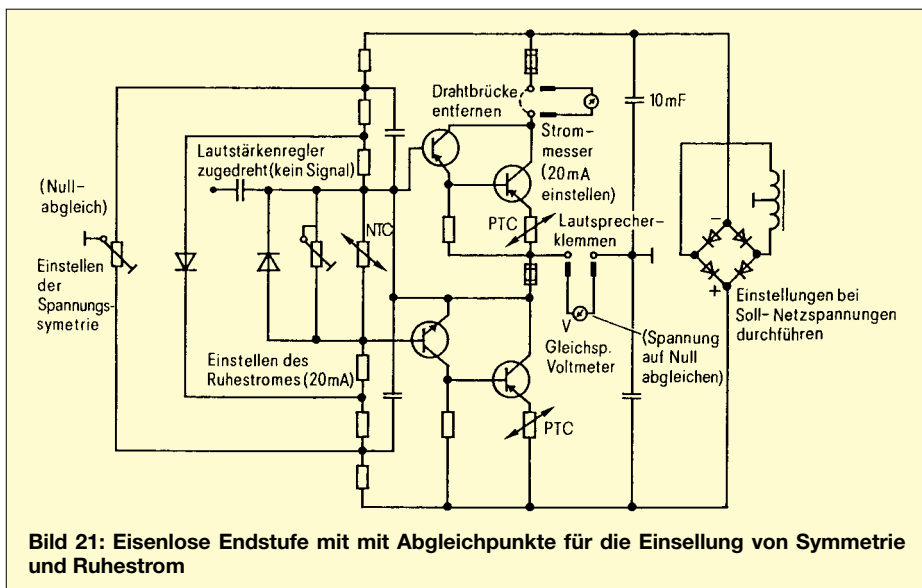 Drahtbrücke
entfernen
10mF
Strom-
messer
(20mA
einstellen)
Lautstärkenregler
zugedreht(kein Signal)
(Null-
abgleich)
NTC
PTC
Lautsprecher-
klemmen
Einstellen
der
Spannungs-
symetrie
−
+
Einstellungen bei
Soll-Netzspannungen
durchführen
V
Gleichsp.
Voltmeter
(Spannung
auf Null
abgleichen)
Einstellen des
Ruhestromes (20mA)
PTC
Bild 21: Eisenlose Endstufe mit mit Abgleichpunkte für die Einsellung von Symmetrie
und Ruhestrom